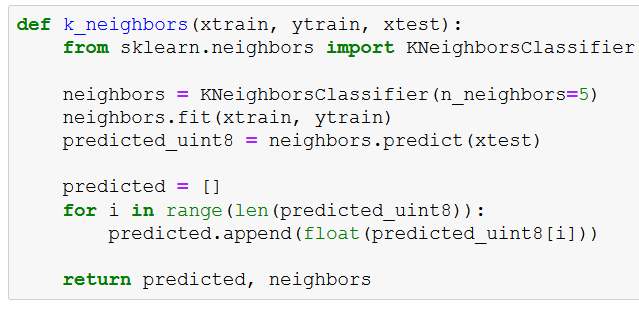 def k_neighbors(xtrain, ytrain, xtest):
    from sklearn.neighbors import KNeighborsClassifier
    neighbors = KNeighborsClassifier(n_neighbors=5)
    neighbors.fit(xtrain, ytrain)
    predicted_uint8 = neighbors.predict(xtest)
    predicted = []
    for i in range(len(predicted_uint8)):
        predicted.append(float(predicted_uint8[i]))
    return predicted, neighbors